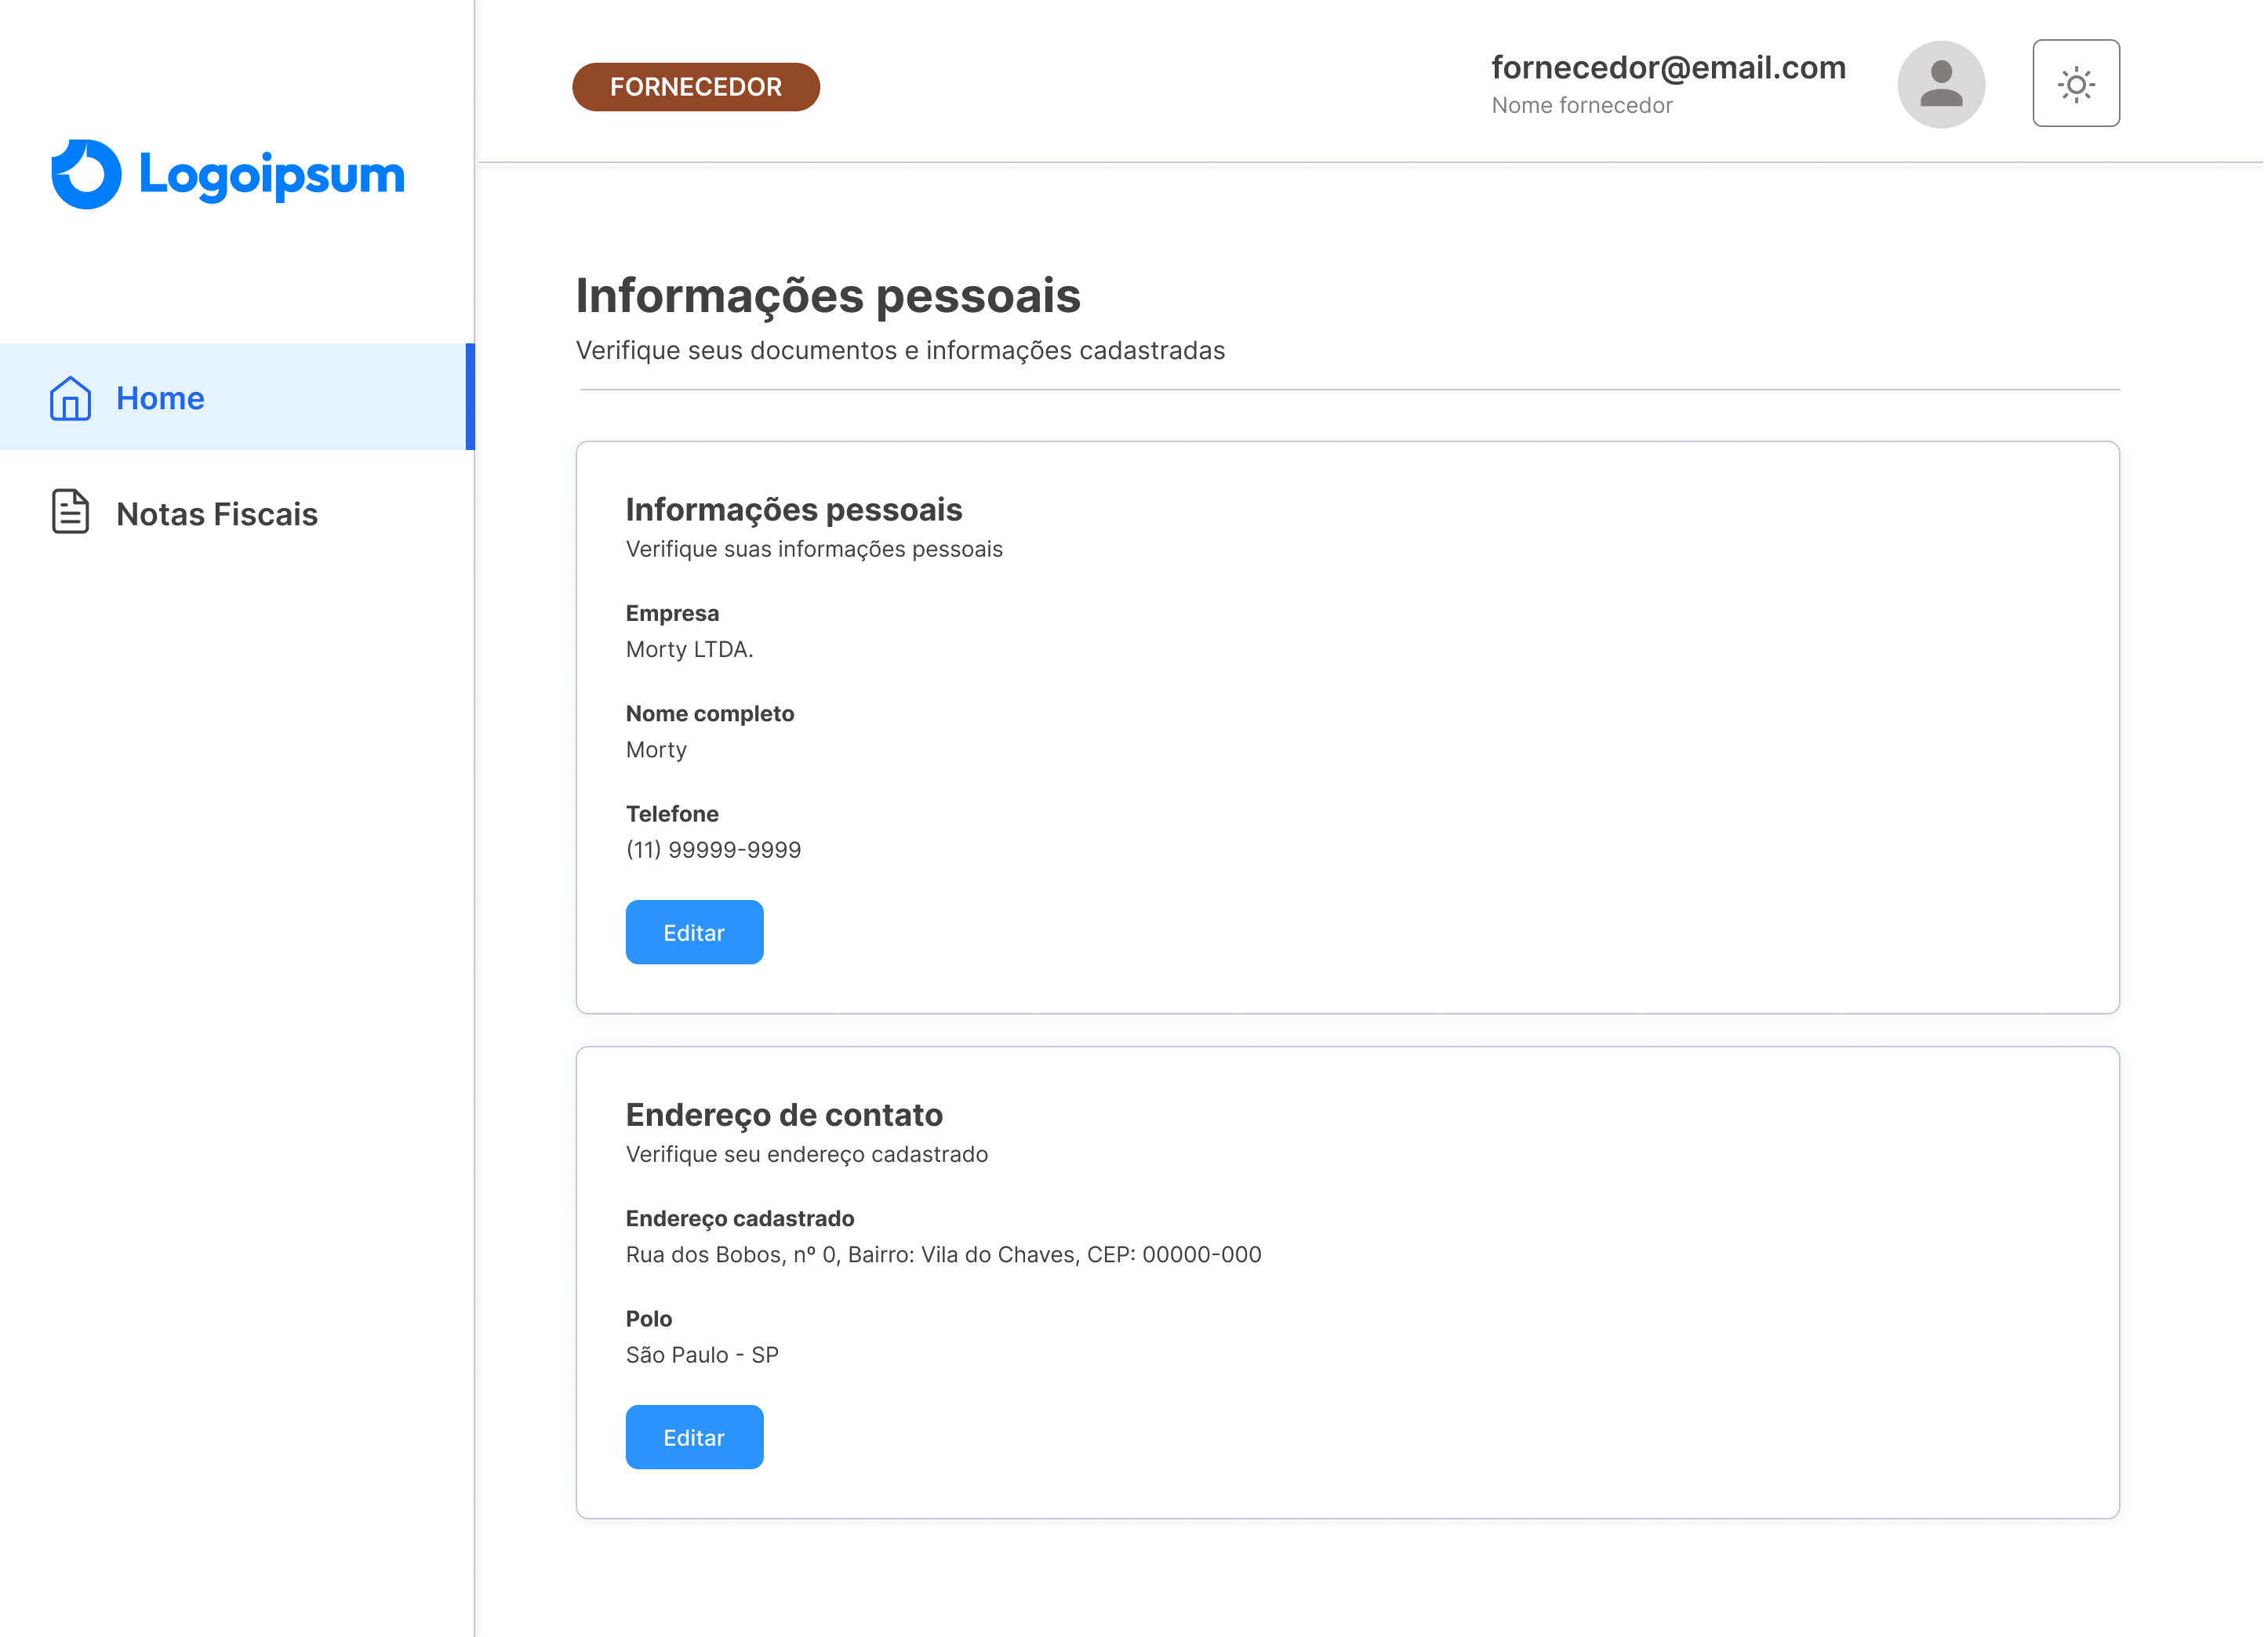 Logoipsum
Home
Notas Fiscais
FORNECEDOR
fornecedor@email.com
Nome fornecedor
Informações pessoais
Verifique seus documentos e informações cadastradas
Informações pessoais
Verifique suas informações pessoais
Empresa
Morty LTDA.
Nome completo
Morty
Telefone
(11) 99999-9999
Editar
Endereço de contato
Verifique seu endereço cadastrado
Endereço cadastrado
Rua dos Bobos, nº 0, Bairro: Vila do Chaves, CEP: 00000-000
Polo
São Paulo - SP
Editar